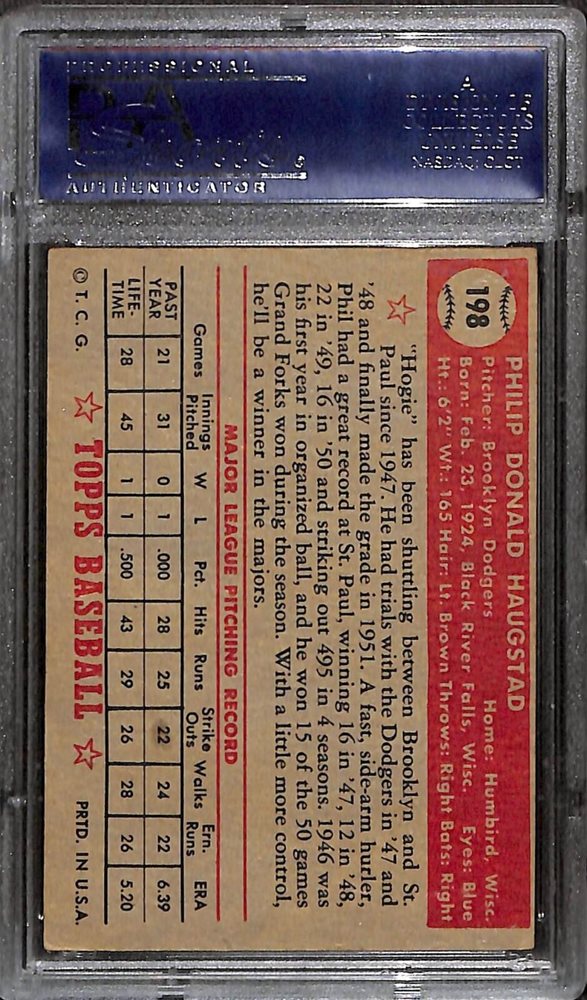 PROFESSIONAL
AUTHENTICATOR
A
DIVISION OF
COLLECTORS
UNIVERSE
NASDAQ: CLCT
198
PHILIP DONALD HAUGSTAD
Pitcher: Brooklyn Dodgers Home: Humbird, Wisc.
Born: Feb. 23, 1924, Black River Falls, Wisc. Eyes: Blue
Ht.: 6'2" Wt.: 165 Hair: Lt. Brown Throws: Right Bats: Right
"Hogie" has been shuttling between Brooklyn and St.
Paul since 1947. He had trials with the Dodgers in '47 and
'48 and finally made the grade in 1951. A fast, side-arm hurler,
Phil had a great record at St. Paul, winning 16 in '47, 12 in '48,
22 in '49, 16 in '50 and striking out 495 in 4 seasons. 1946 was
his first year in organized ball, and he won 15 of the 50 games
Grand Forks won during the season. With a little more control,
he'll be a winner in the majors.
MAJOR LEAGUE PITCHING RECORD
Games Innings Pitched W L Pct. Hits Runs Strike Outs Walks Ern. Runs ERA
PAST YEAR 21 31 0 1 .000 28 25 22 24 22 6.39
LIFE-TIME 28 45 1 1 .500 43 29 26 28 26 5.20
© T. C. G. TOPPS BASEBALL PRTD. IN U.S.A.